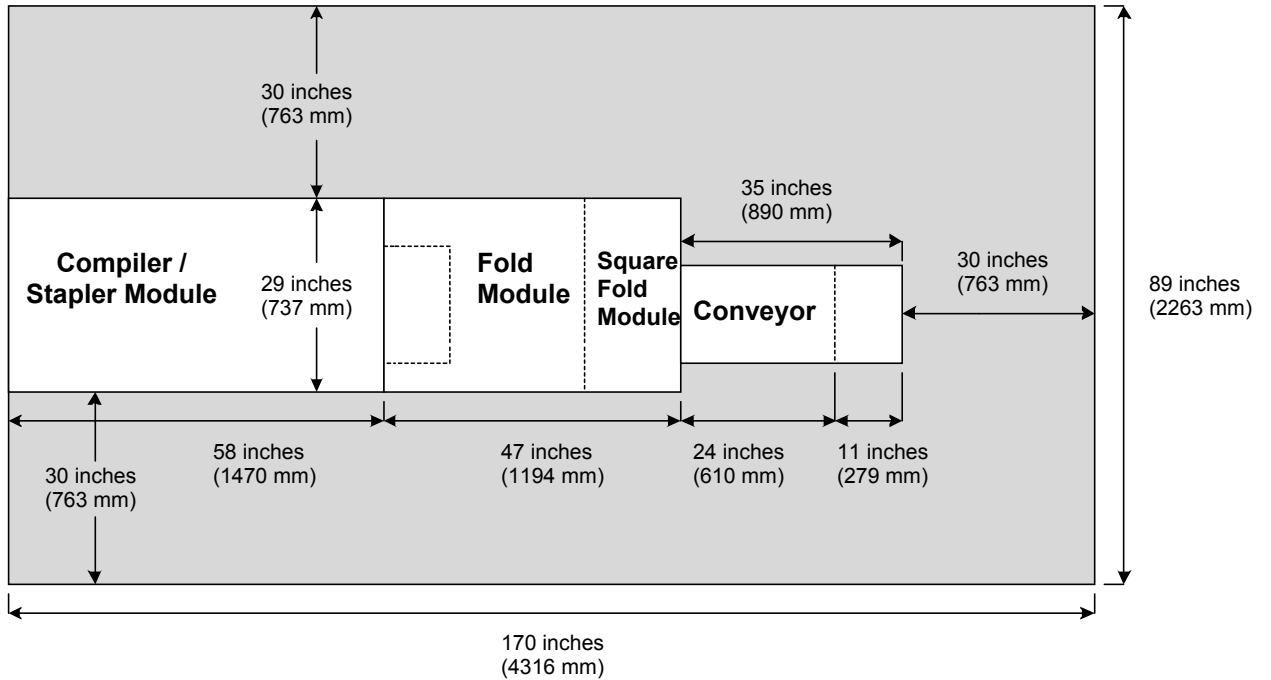 30 inches
(763 mm)
35 inches
(890 mm)
Compiler /
Stapler Module
29 inches
(737 mm)
Fold
Module
Square
Fold
Module
Conveyor
30 inches
(763 mm)
89 inches
(2263 mm)
58 inches
(1470 mm)
47 inches
(1194 mm)
24 inches
(610 mm)
11 inches
(279 mm)
30 inches
(763 mm)
170 inches
(4316 mm)